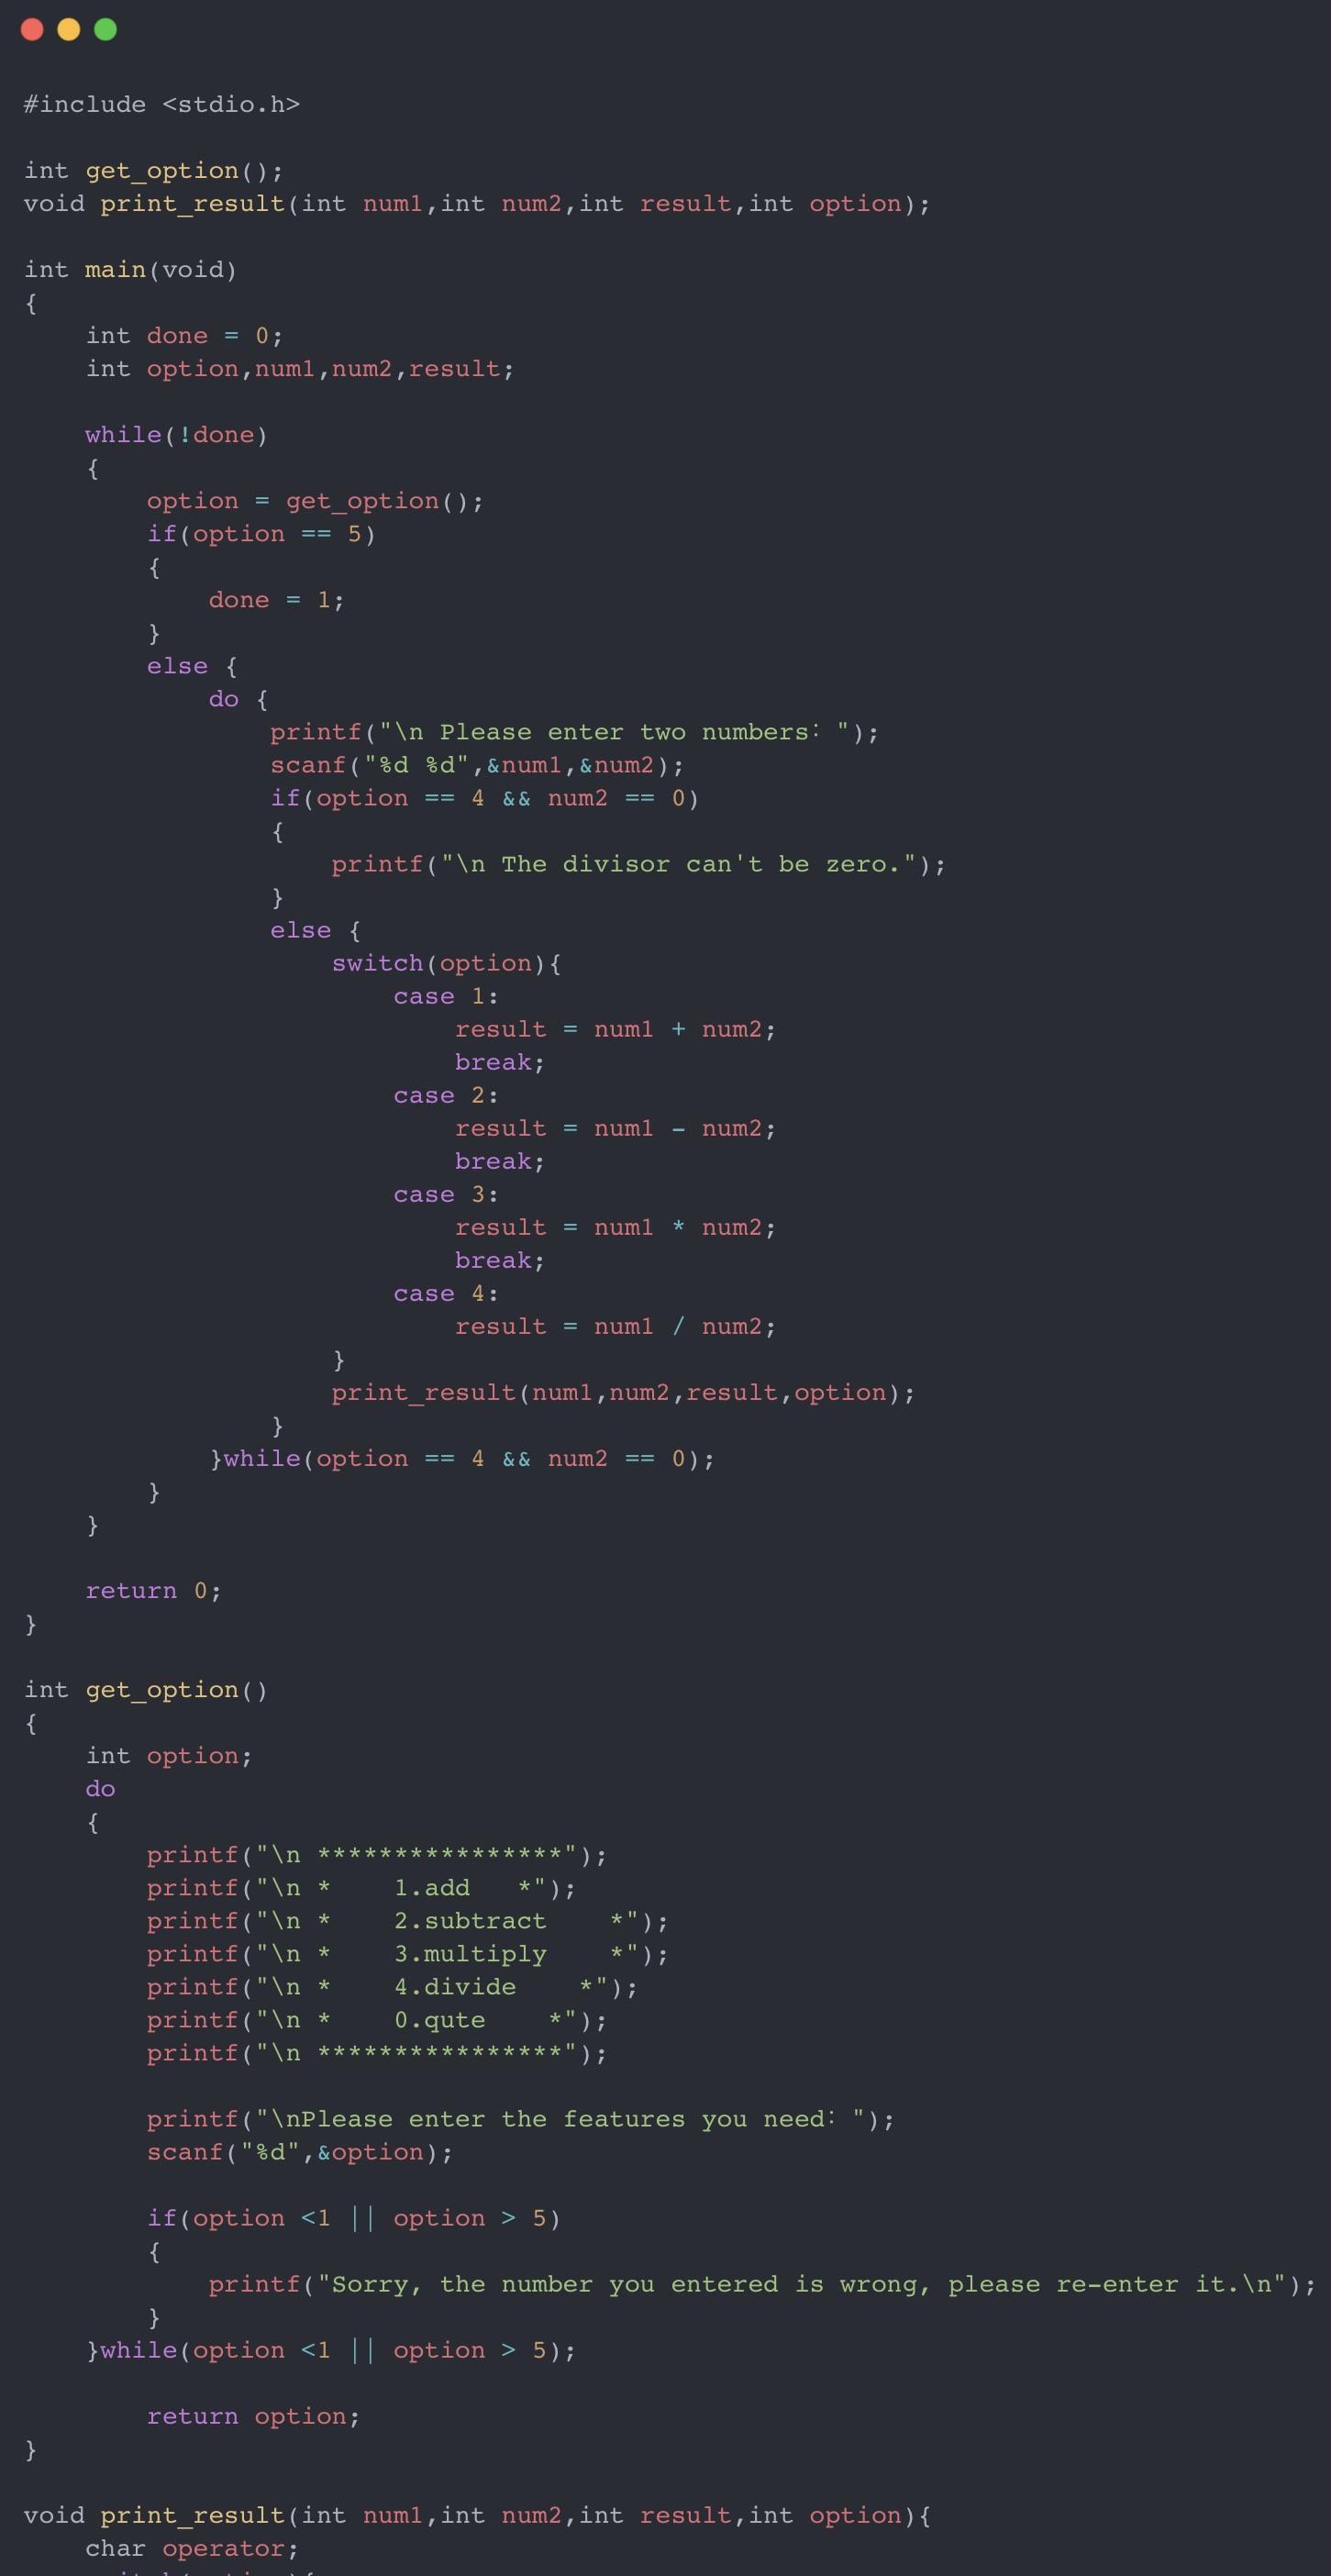 #include <stdio.h>

int get_option();
void print_result(int num1,int num2,int result,int option);

int main(void)
{
    int done = 0;
    int option,num1,num2,result;

    while(!done)
    {
        option = get_option();
        if(option == 5)
        {
            done = 1;
        }
        else {
            do {
                printf("\n Please enter two numbers: ");
                scanf("%d %d",&num1,&num2);
                if(option == 4 && num2 == 0)
                {
                    printf("\n The divisor can't be zero.");
                }
                else {
                    switch(option){
                        case 1:
                            result = num1 + num2;
                            break;
                        case 2:
                            result = num1 - num2;
                            break;
                        case 3:
                            result = num1 * num2;
                            break;
                        case 4:
                            result = num1 / num2;
                    }
                    print_result(num1,num2,result,option);
                }
            }while(option == 4 && num2 == 0);
        }
    }

    return 0;
}

int get_option()
{
    int option;
    do
    {
        printf("\n ****************");
        printf("\n *    1.add   *");
        printf("\n *    2.subtract    *");
        printf("\n *    3.multiply    *");
        printf("\n *    4.divide    *");
        printf("\n *    0.qute    *");
        printf("\n ****************");

        printf("\nPlease enter the features you need: ");
        scanf("%d",&option);

        if(option <1 || option > 5)
        {
            printf("Sorry, the number you entered is wrong, please re-enter it.\n");
        }
    }while(option <1 || option > 5);

        return option;
}

void print_result(int num1,int num2,int result,int option){
    char operator;